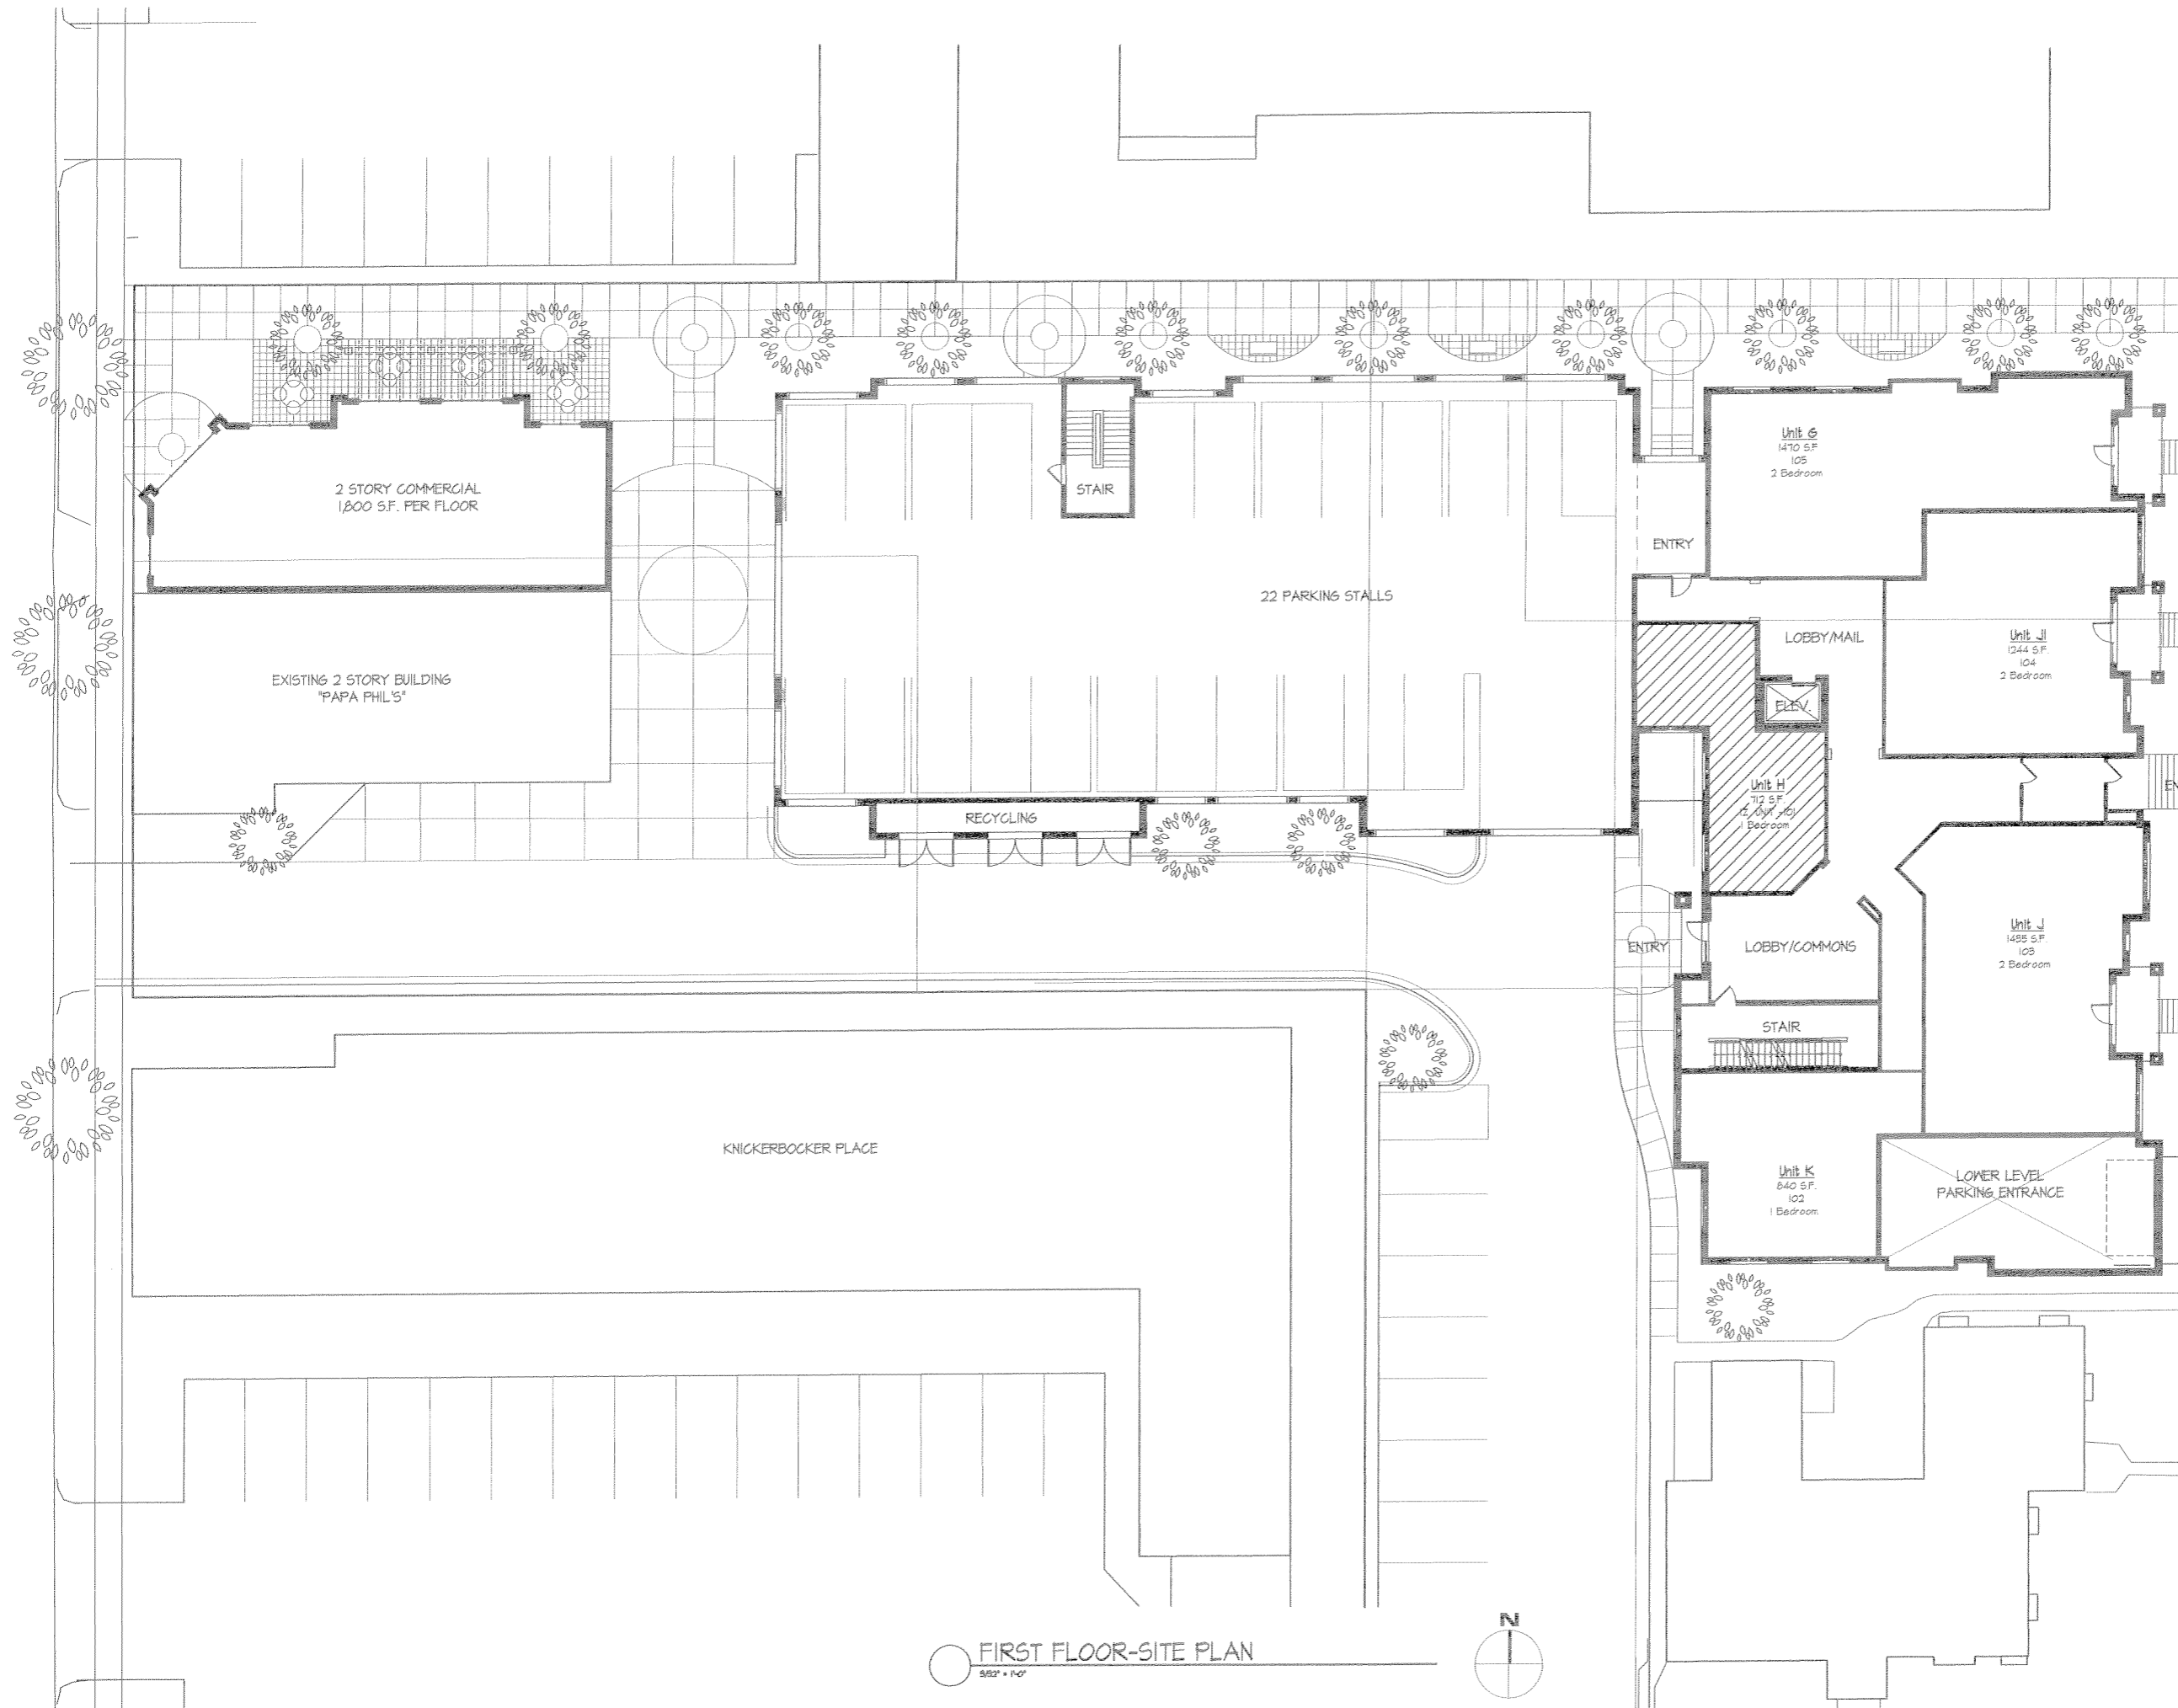 2 STORY COMMERCIAL
1,800 S.F. PER FLOOR
STAIR
Unit G
1470 S.F.
105
2 Bedroom
ENTRY
22 PARKING STALLS
LOBBY/MAIL
Unit J1
1244 S.F.
104
2 Bedroom
EXISTING 2 STORY BUILDING
"PAPA PHIL'S"
ELEV.
Unit H
712 S.F.
1 Bedroom
RECYCLING
ENTRY
LOBBY/COMMONS
Unit J
1485 S.F.
103
2 Bedroom
STAIR
KNICKERBOCKER PLACE
Unit K
840 S.F.
102
1 Bedroom
LOWER LEVEL
PARKING ENTRANCE
N
FIRST FLOOR-SITE PLAN